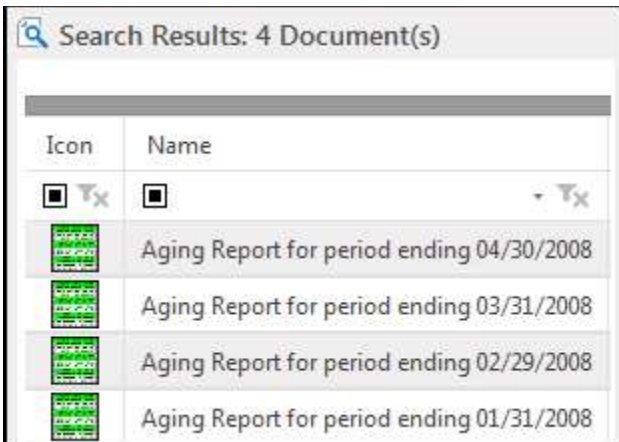 Search Results: 4 Document(s)
Icon Name
Aging Report for period ending 04/30/2008
Aging Report for period ending 03/31/2008
Aging Report for period ending 02/29/2008
Aging Report for period ending 01/31/2008